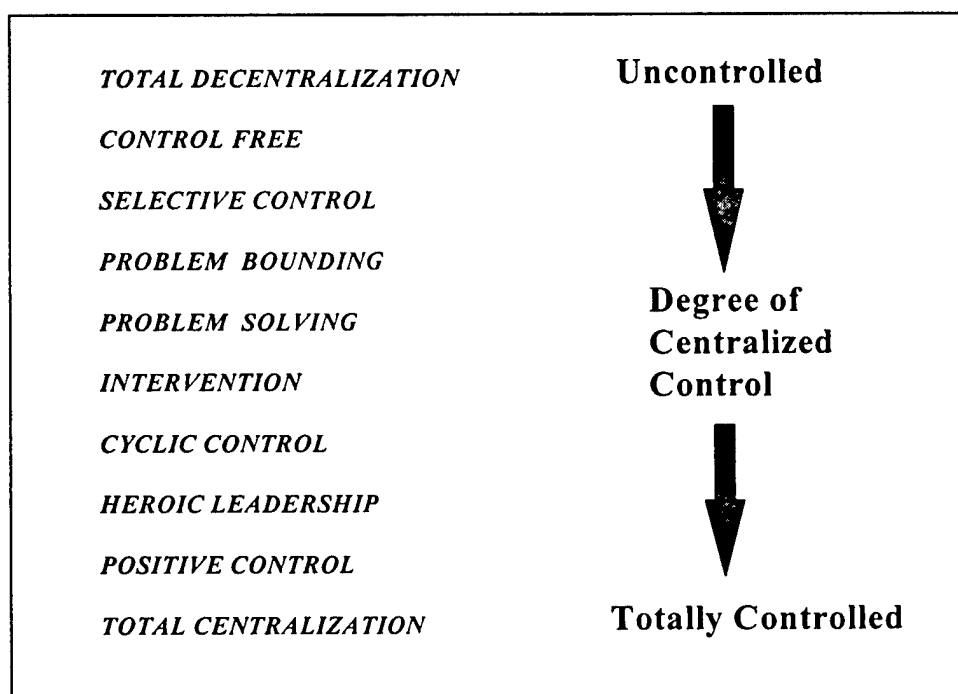 TOTAL DECENTRALIZATION
CONTROL FREE
SELECTIVE CONTROL
PROBLEM BOUNDING
PROBLEM SOLVING
INTERVENTION
CYCLIC CONTROL
HEROIC LEADERSHIP
POSITIVE CONTROL
TOTAL CENTRALIZATION
Uncontrolled
Degree of
Centralized
Control
Totally Controlled